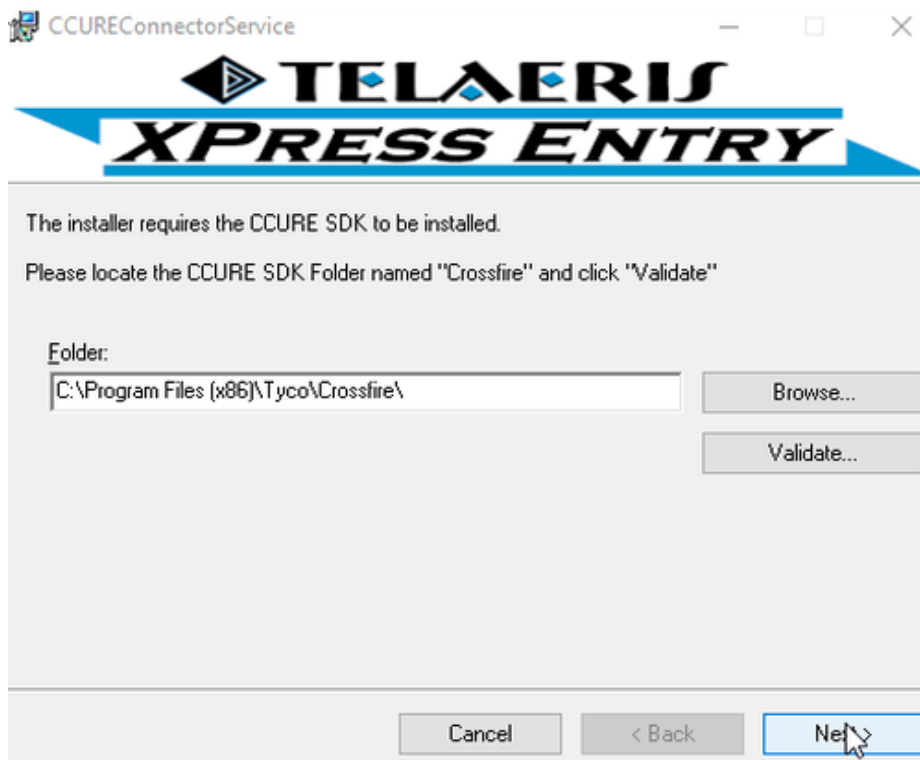 CCUREConnectorService
TELAERIS
XPRESS ENTRY
The installer requires the CCURE SDK to be installed.
Please locate the CCURE SDK Folder named "Crossfire" and click "Validate"
Folder:
C:\Program Files (x86)\Tyco\Crossfire\
Browse...
Validate...
Cancel
< Back
Next >